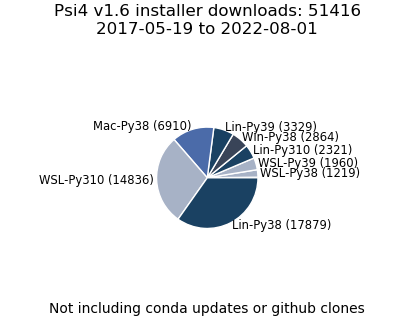 Psi4 v1.6 installer downloads: 51416
2017-05-19 to 2022-08-01
Mac-Py38 (6910)
Lin-Py39 (3329)
Win-Py38 (2864)
Lin-Py310 (2321)
WSL-Py39 (1960)
WSL-Py38 (1219)
WSL-Py310 (14836)
Lin-Py38 (17879)
Not including conda updates or github clones